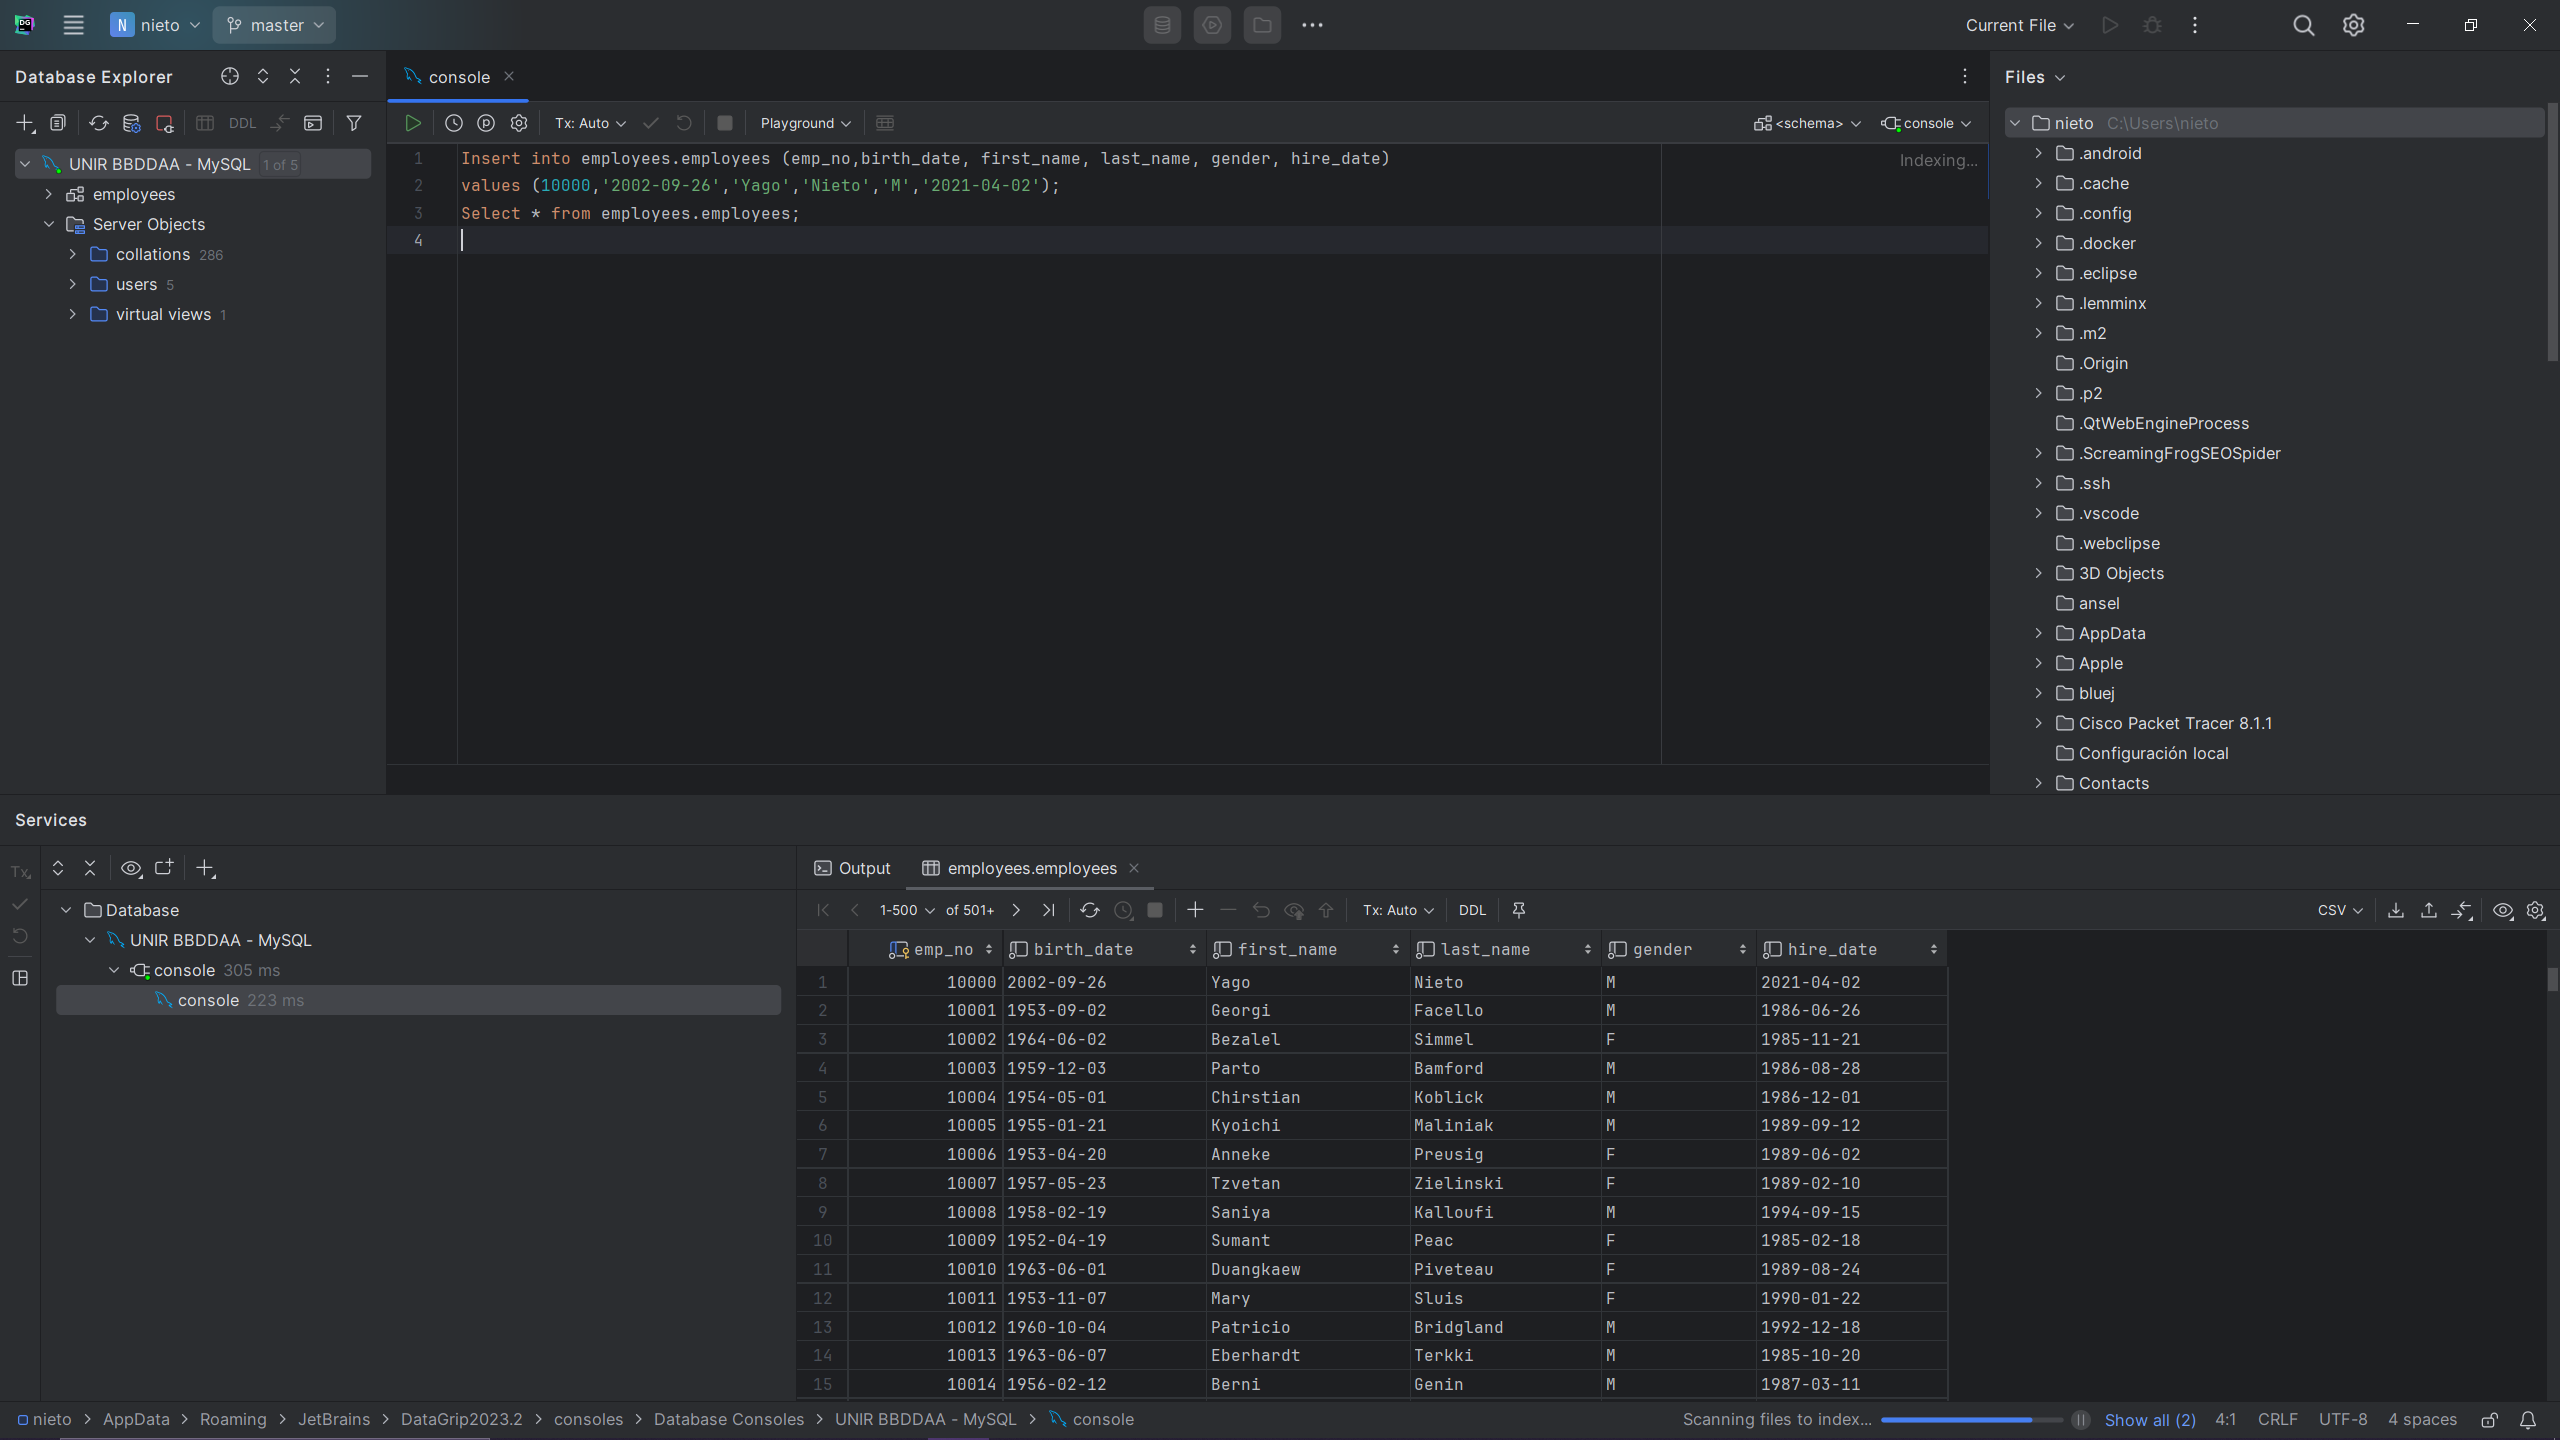 N nieto master Current File
Database Explorer
console
Files
DDL
Tx: Auto Playground <schema> console
nieto C:\Users\nieto
UNIR BBDDAA - MySQL 1 of 5
employees
Server Objects
collations 286
users 5
virtual views 1
1 Insert into employees.employees (emp_no,birth_date, first_name, last_name, gender, hire_date)
2 values (10000,'2002-09-26','Yago','Nieto','M','2021-04-02');
3 Select * from employees.employees;
4
Indexing...
.android
.cache
.config
.docker
.eclipse
.lemminx
.m2
.Origin
.p2
.QtWebEngineProcess
.ScreamingFrogSEOSpider
.ssh
.vscode
.webclipse
3D Objects
ansel
AppData
Apple
bluej
Cisco Packet Tracer 8.1.1
Configuración local
Contacts
Services
Tx
Database
UNIR BBDDAA - MySQL
console 305 ms
console 223 ms
Output employees.employees
1-500 of 501+ Tx: Auto DDL CSV
emp_no birth_date first_name last_name gender hire_date
1 10000 2002-09-26 Yago Nieto M 2021-04-02
2 10001 1953-09-02 Georgi Facello M 1986-06-26
3 10002 1964-06-02 Bezalel Simmel F 1985-11-21
4 10003 1959-12-03 Parto Bamford M 1986-08-28
5 10004 1954-05-01 Chirstian Koblick M 1986-12-01
6 10005 1955-01-21 Kyoichi Maliniak M 1989-09-12
7 10006 1953-04-20 Anneke Preusig F 1989-06-02
8 10007 1957-05-23 Tzvetan Zielinski F 1989-02-10
9 10008 1958-02-19 Saniya Kalloufi M 1994-09-15
10 10009 1952-04-19 Sumant Peac F 1985-02-18
11 10010 1963-06-01 Duangkaew Piveteau F 1989-08-24
12 10011 1953-11-07 Mary Sluis F 1990-01-22
13 10012 1960-10-04 Patricio Bridgland M 1992-12-18
14 10013 1963-06-07 Eberhardt Terkki M 1985-10-20
15 10014 1956-02-12 Berni Genin M 1987-03-11
nieto > AppData > Roaming > JetBrains > DataGrip2023.2 > consoles > Database Consoles > UNIR BBDDAA - MySQL > console
Scanning files to index... Show all (2) 4:1 CRLF UTF-8 4 spaces